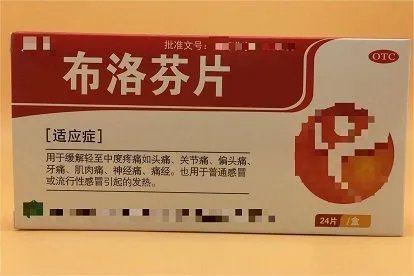 批准文号:
OTC
布洛芬片
[适应症]
用于缓解轻至中度疼痛如头痛、关节痛、偏头痛、
牙痛、肌肉痛、神经痛、痛经。也用于普通感冒
或流行性感冒引起的发热。
24片/盒